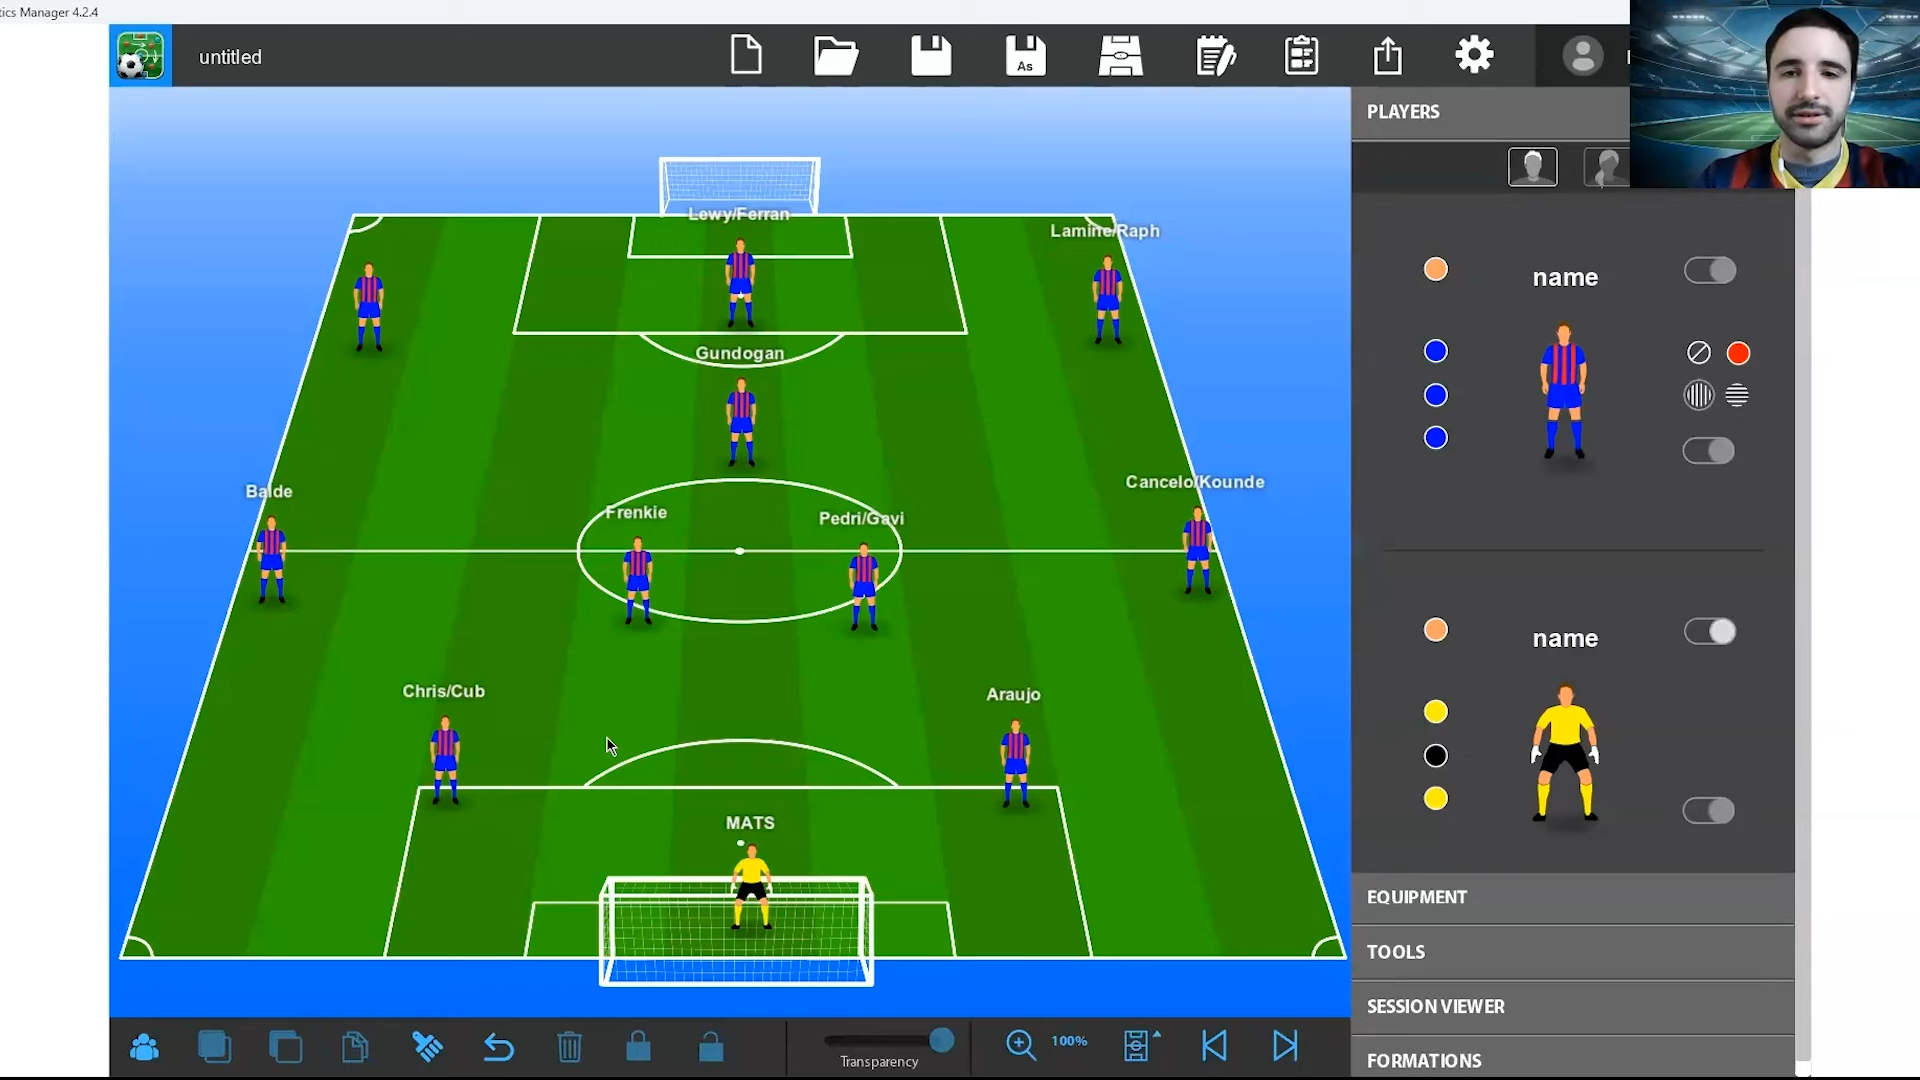 tics Manager 4.2.4
untitled
As
PLAYERS
Lewy/Ferran
Lamine/Raph
name
Gundogan
Balde
Cancelo/Kounde
Frenkie
Pedri/Gavi
name
Chris/Cub
Araujo
MATS
EQUIPMENT
TOOLS
SESSION VIEWER
FORMATIONS
Transparency
100%